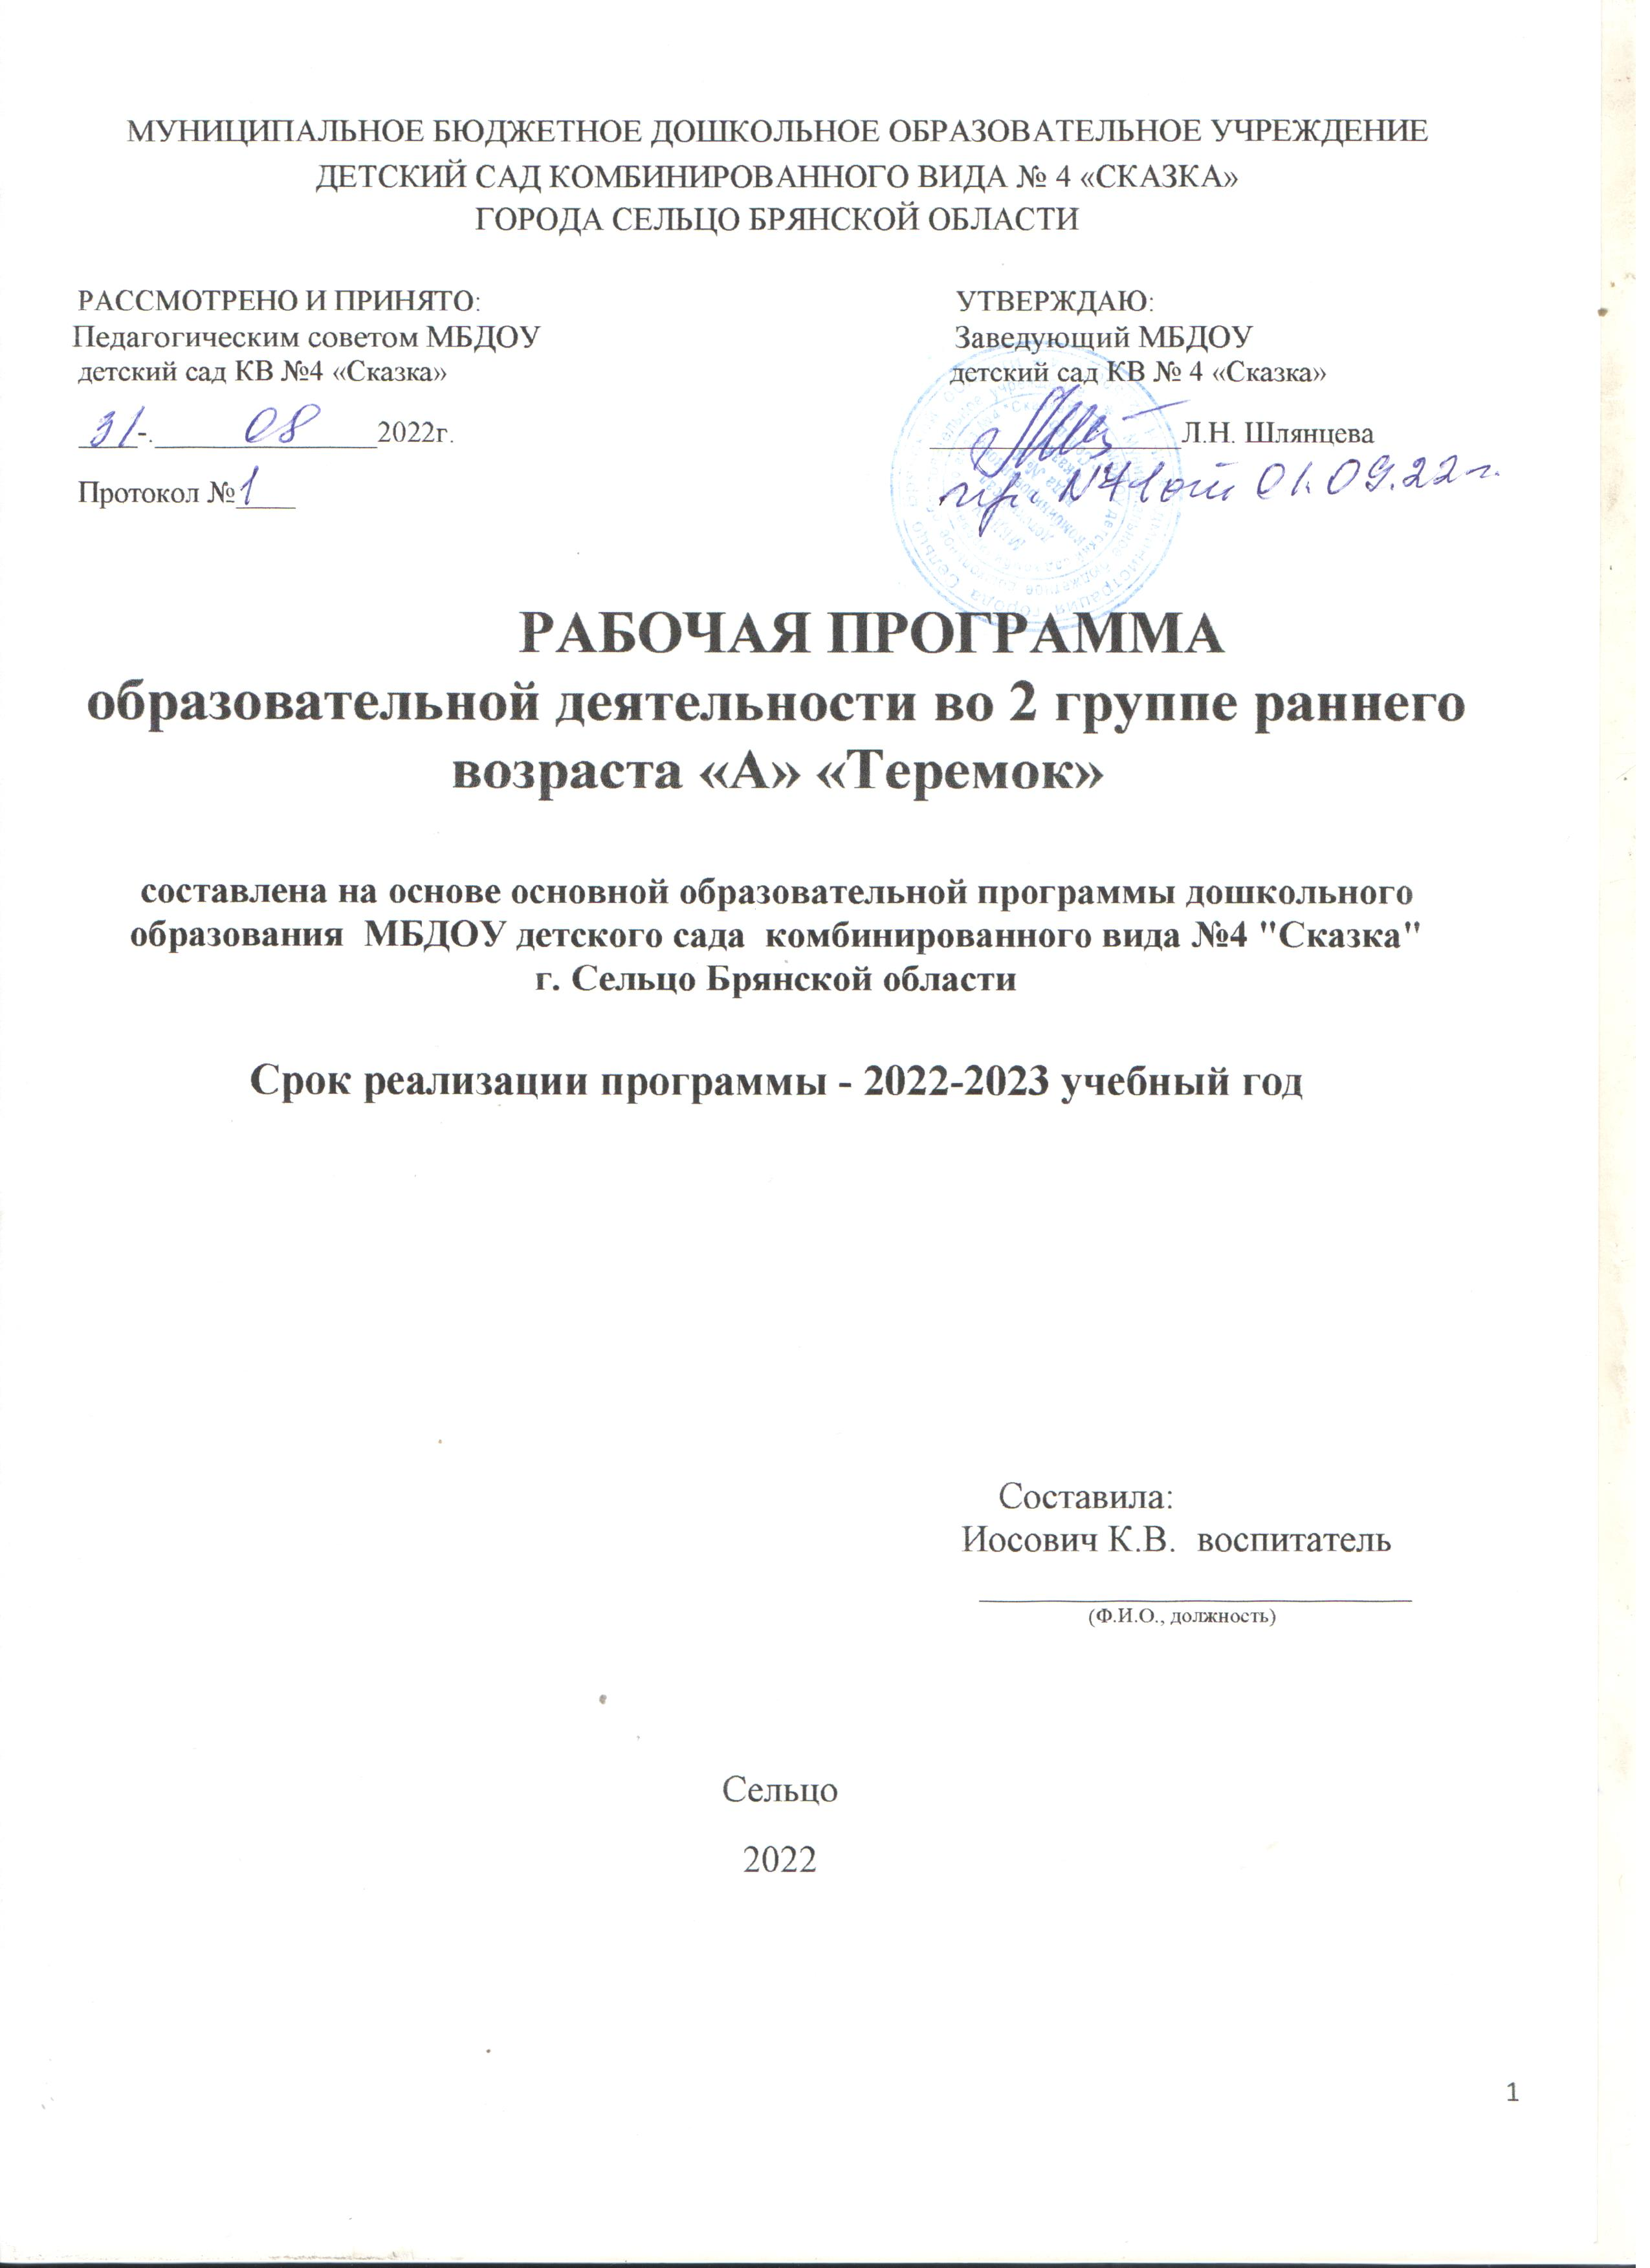 МУНИЦИПАЛЬНОЕ БЮДЖЕТНОЕ ДОШКОЛЬНОЕ ОБРАЗОВАТЕЛЬНОЕ УЧРЕЖДЕНИЕ
ДЕТСКИЙ САД КОМБИНИРОВАННОГО ВИДА № 4 «СКАЗКА»
ГОРОДА СЕЛЬЦО БРЯНСКОЙ ОБЛАСТИ
РАССМОТРЕНО И ПРИНЯТО:
Педагогическим советом МБДОУ
детский сад КВ №4 «Сказка»
31-. 08 2022г.
Протокол № 1
УТВЕРЖДАЮ:
Заведующий МБДОУ
детский сад КВ № 4 «Сказка»
Л.Н. Шлянцева
пр. №71 от 01.09.22 г.
РАБОЧАЯ ПРОГРАММА
образовательной деятельности во 2 группе раннего
возраста «А» «Теремок»
составлена на основе основной образовательной программы дошкольного
образования МБДОУ детского сада комбинированного вида №4 "Сказка"
г. Сельцо Брянской области
Срок реализации программы - 2022-2023 учебный год
Составила:
Иосович К.В. воспитатель
(Ф.И.О., должность)
Сельцо
2022
1